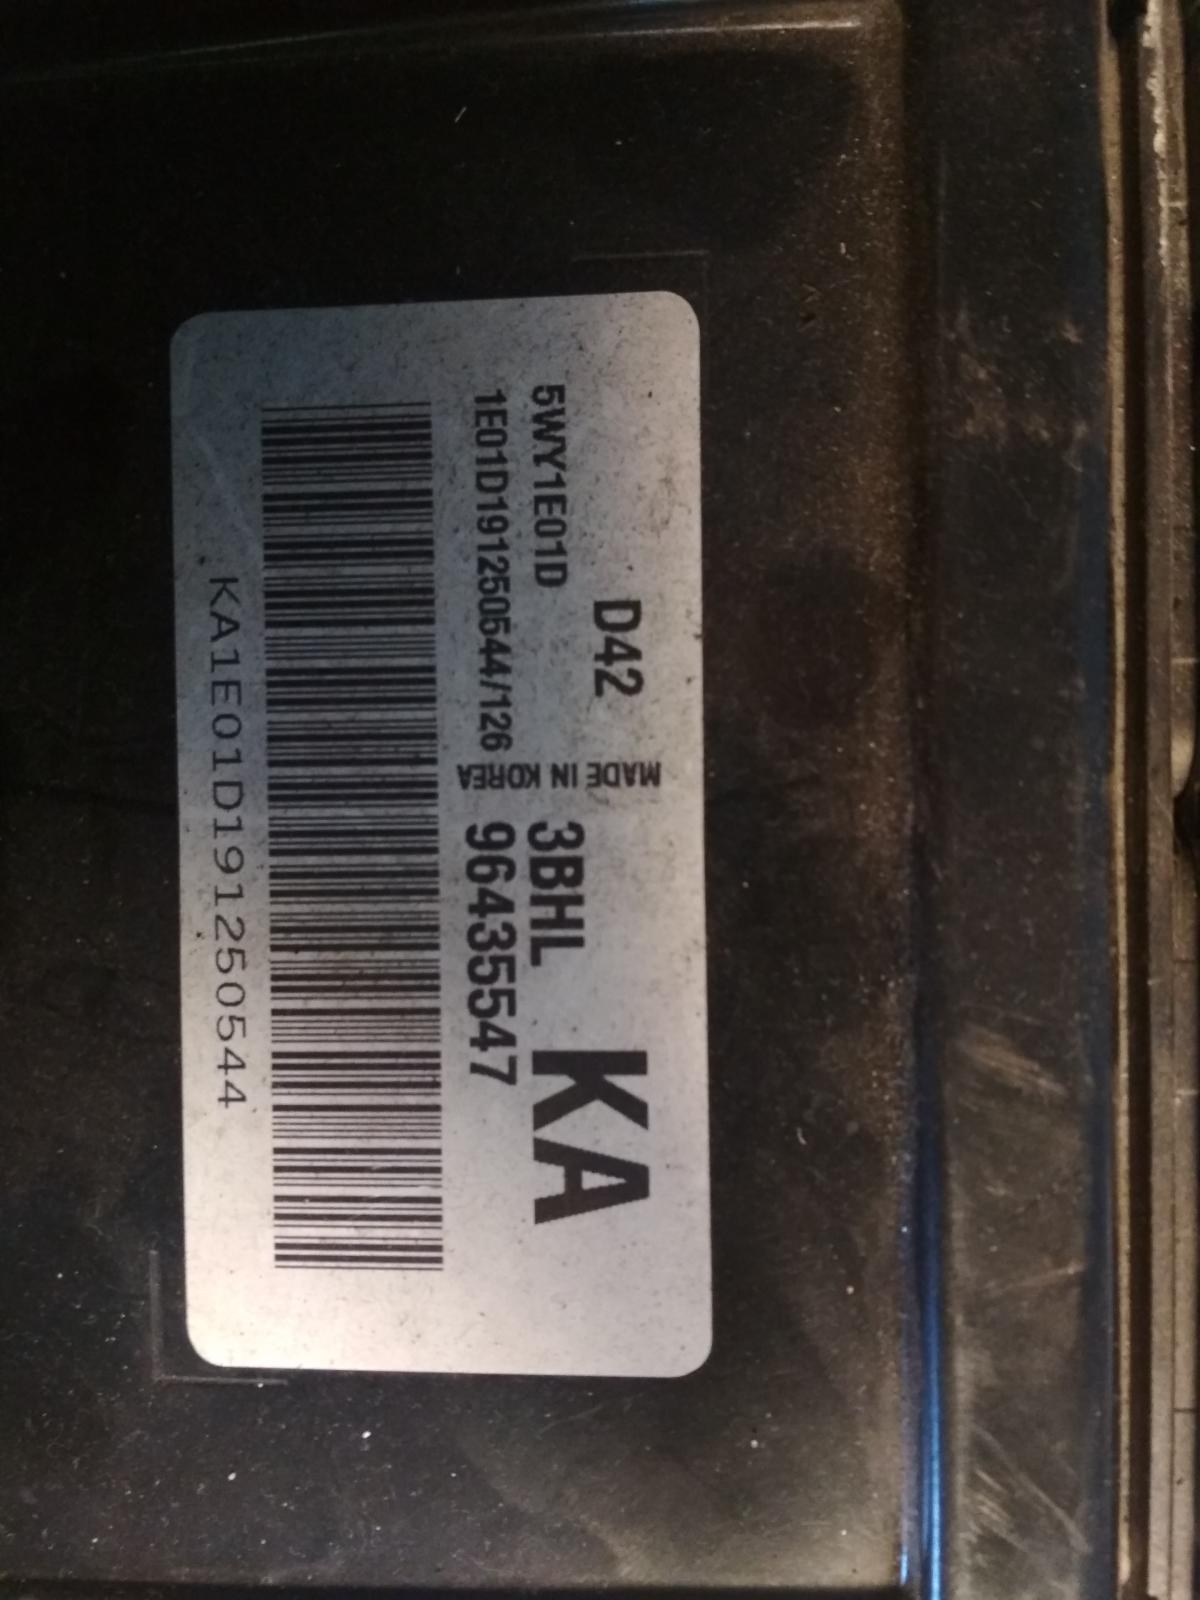 D42
KA
5WY1E01D
3BHL
1E01D191250544/126
96435547
MADE IN KOREA
KA1E01D191250544